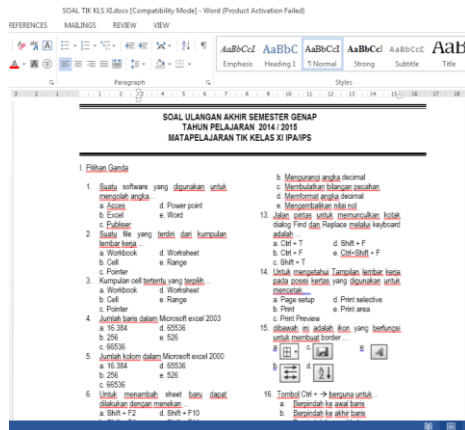 SOAL TIK KLS XI.docx [Compatibility Mode] - Word (Product Activation Failed)
REFERENCES MAILINGS REVIEW VIEW
AaBbCcI AaBbC AaBbCcI AaBbCcI AaBbCcC AaB
Emphasis Heading 1 ¶ Normal Strong Subtitle Title
Paragraph Styles
SOAL ULANGAN AKHIR SEMESTER GENAP
TAHUN PELAJARAN 2014 / 2015
MATAPELAJARAN TIK KELAS XI IPA/IPS
I. Pilihan Ganda
1. Suatu software yang digunakan untuk
mengolah angka...
a. Acces d. Power point
b. Excel e. Word
c. Publiser
2. Suatu file yang terdiri dari kumpulan
lembar kerja ...
a. Workbook d. Worksheet
b. Cell e. Range
c. Pointer
3. Kumpulan cell tertentu yang terpilih...
a. Workbook d. Worksheet
b. Cell e. Range
c. Pointer
4. Jumlah baris dalam Microsoft excel 2003
a. 16.384 d. 65536
b. 256 e. 526
c. 66536
5. Jumlah kolom dalam Microsoft excel 2000
a. 16.384 d. 65536
b. 256 e. 526
c. 66536
6. Untuk menambah sheet baru dapat
dilakukan dengan menekan ...
a. Shift + F2 d. Shift + F10
b. Mengurangi angka decimal
c. Membulatkan bilangan pecahan
d. Memformat angka decimal
e. Mengembalikan nilai nol
13. Jalan pintas untuk memunculkan kotak
dialog Find dan Replace melalui keyboard
adalah ...
a. Ctrl + T d. Shift + F
b. Ctrl + F e. Ctrl+Shift + F
c. Shift + T
14. Untuk mengetahui Tampilan lembar kerja
pada posisi kertas yang digunakan untuk
mencetak....
a. Page setup d. Print selective
b. Print e. Print area
c. Print Preview
15. dibawah ini adalah ikon yang berfungsi
untuk membuat border ...
a. c. e.
b. d.
16. Tombol Ctrl + → berguna untuk...
a. Berpindah ke awal baris
b. Berpindah ke akhir baris